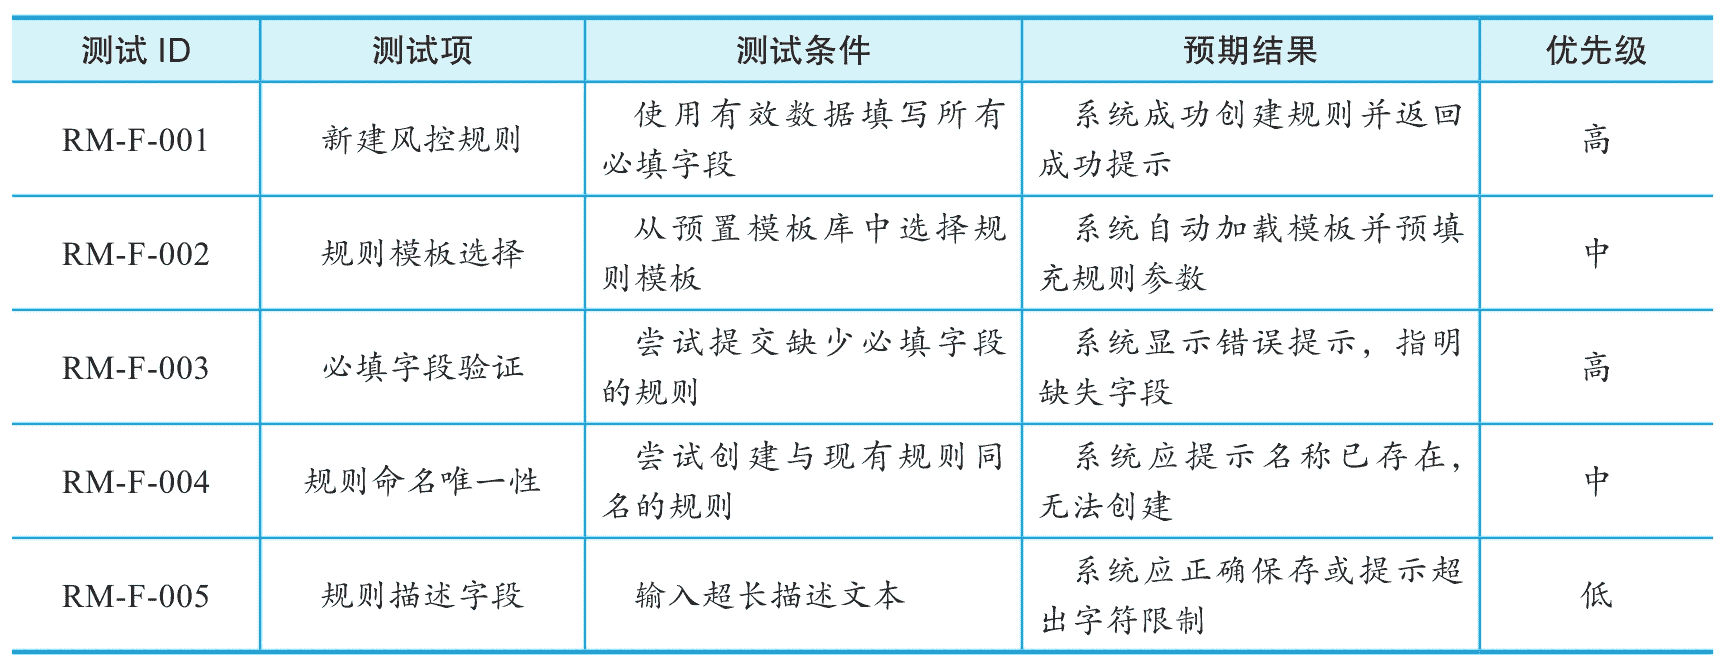 测试 ID 测试项 测试条件 预期结果 优先级
RM-F-001 新建风控规则 使用有效数据填写所有
必填字段 系统成功创建规则并返回
成功提示 高
RM-F-002 规则模板选择 从预置模板库中选择规
则模板 系统自动加载模板并预填
充规则参数 中
RM-F-003 必填字段验证 尝试提交缺少必填字段
的规则 系统显示错误提示，指明
缺失字段 高
RM-F-004 规则命名唯一性 尝试创建与现有规则同
名的规则 系统应提示名称已存在，
无法创建 中
RM-F-005 规则描述字段 输入超长描述文本 系统应正确保存或提示超
出字符限制 低